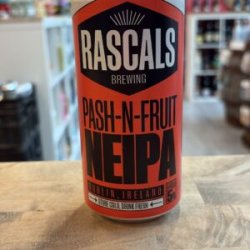 RASCALS
BREWING
PASH-N-FRUIT
NEIPA
DUBLIN, IRELAND
STORE COLD, DRINK FRESH